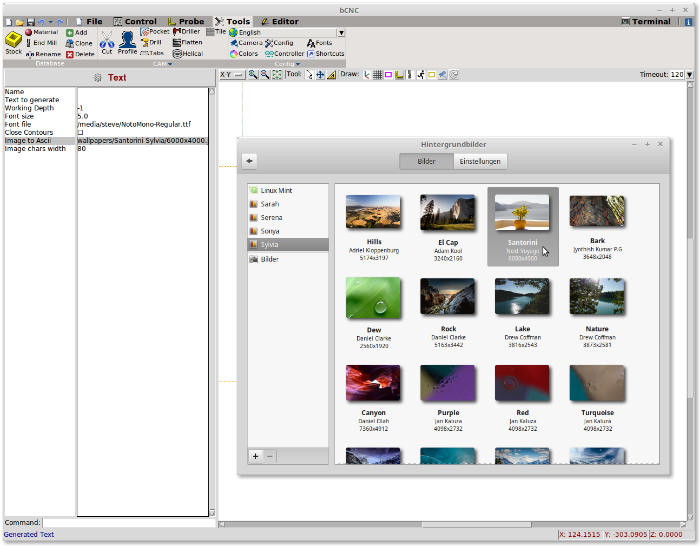 bCNC
File Control Probe Tools Editor Terminal
Stock
Material
End Mill
Rename
Add
Clone
Delete
Database
Cut
Profile
Pocket
Drill
Tabs
Driller
Flatten
Helical
Tile
CAM
English
Camera Config Fonts
Colors Controller Shortcuts
Config
Text
X-Y Tool: Draw: Timeout: 120
Name
Text to generate
Working Depth -1
Font size 5.0
Font file /media/steve/NotoMono-Regular.ttf
Close Contours
Image to Ascii wallpapers/Santorini Sylvia/6000x4000.
Image chars width 80
Hintergrundbilder
Bilder Einstellungen
Linux Mint
Sarah
Serena
Sonya
Sylvia
Bilder
Hills
Adriel Kloppenburg
5174x3197
El Cap
Adam Kool
3240x2160
Santorini
Next Voyage
6000x4000
Bark
Jyothish Kumar P.G
3648x2048
Dew
Daniel Clarke
2560x1920
Rock
Daniel Clarke
5163x3442
Lake
Drew Coffman
3816x2543
Nature
Drew Coffman
3873x2581
Canyon
Daniel Olah
7360x4912
Purple
Jan Kaluza
4098x2732
Red
Jan Kaluza
4098x2732
Turquoise
Jan Kaluza
4098x2732
Command:
Generated Text
X: 124.1515 Y: -303.0905 Z: 0.0000